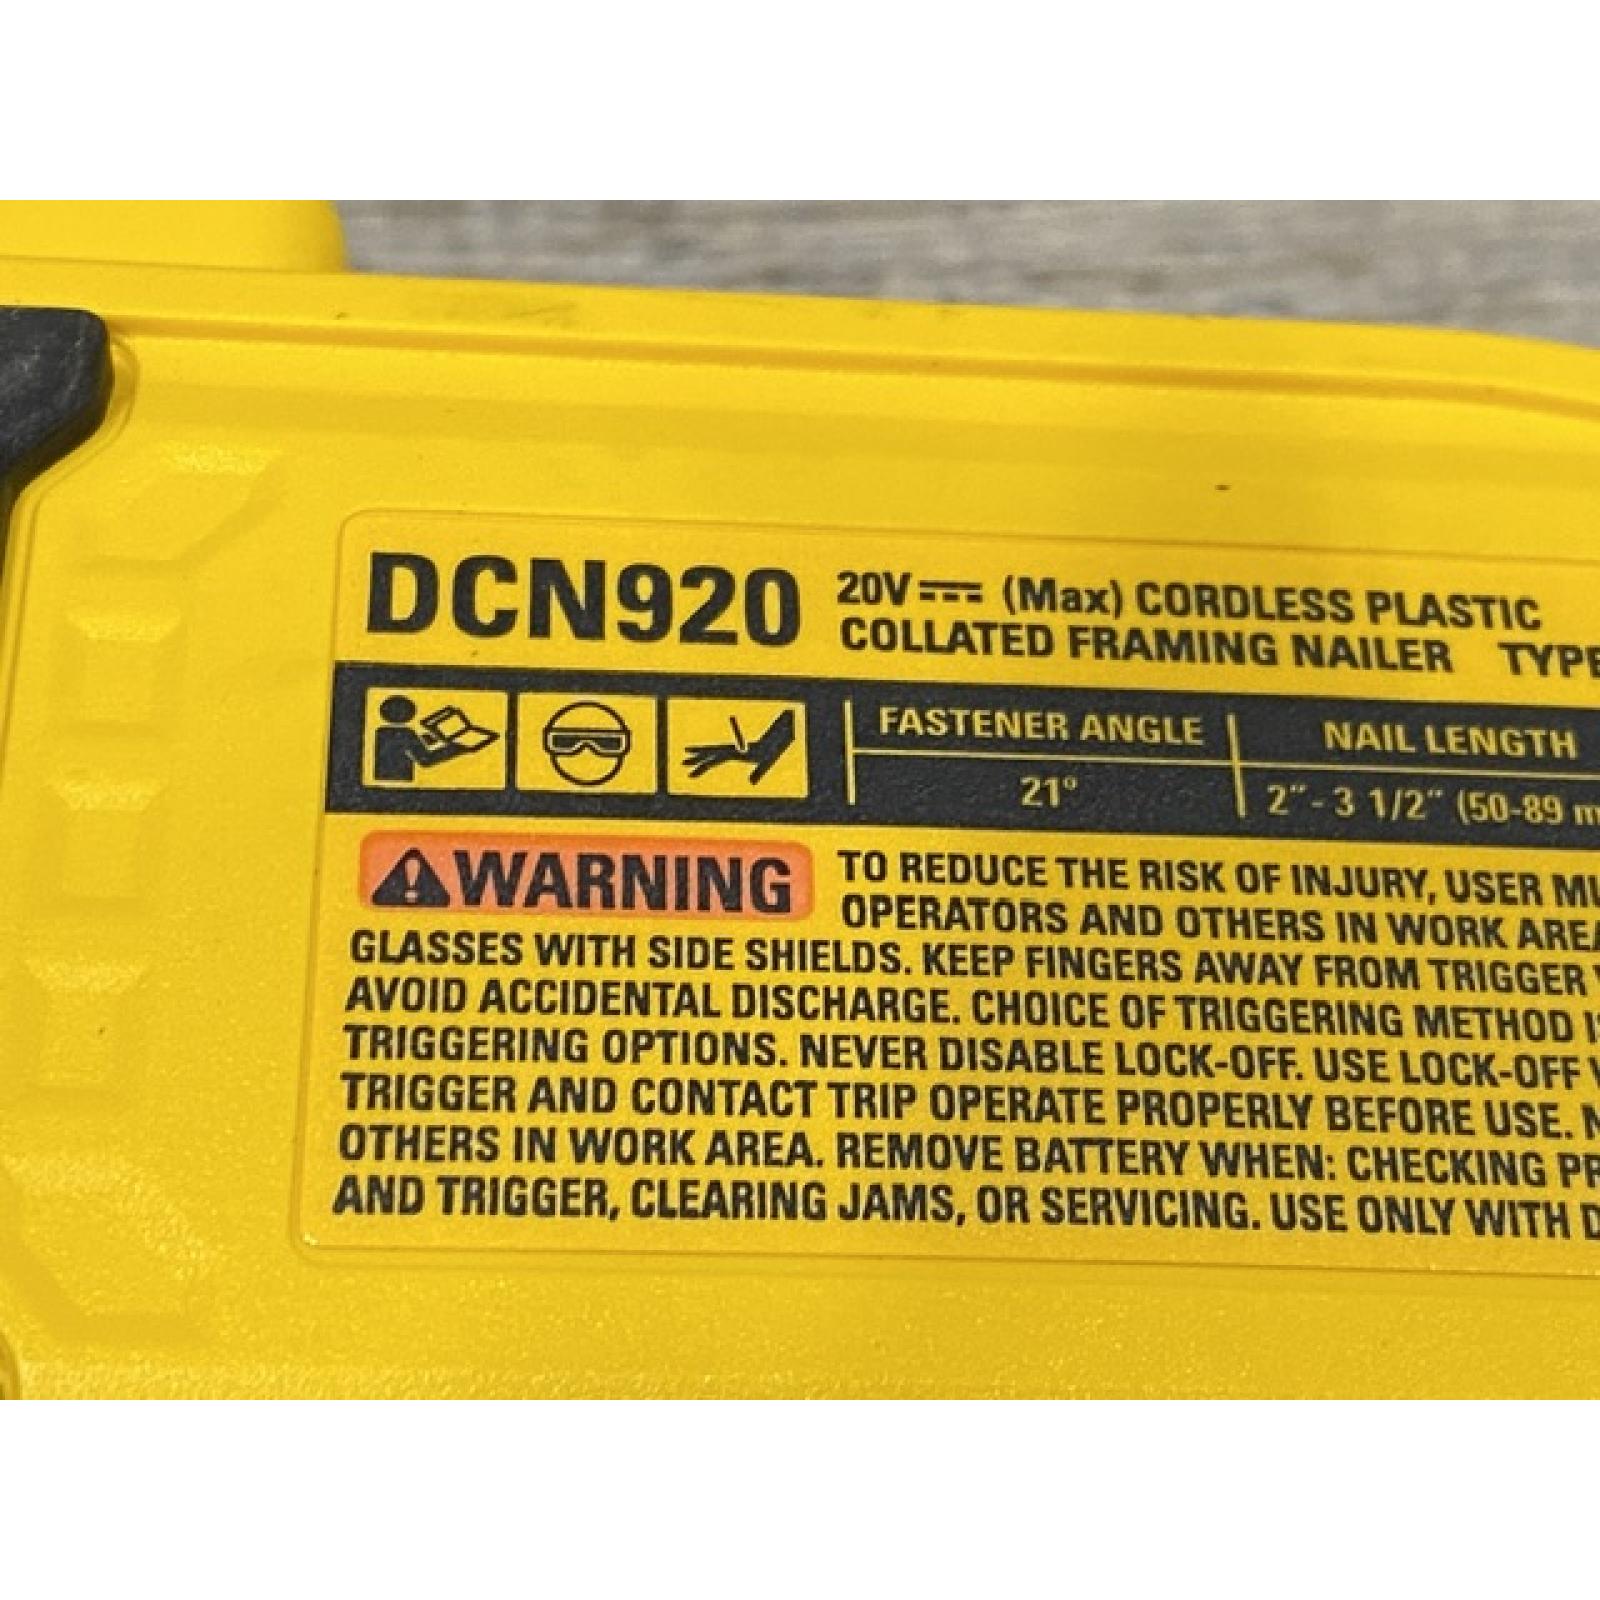 DCN920
20V (Max) CORDLESS PLASTIC
COLLATED FRAMING NAILER TYPE
FASTENER ANGLE NAIL LENGTH
21° 2" - 3 1/2" (50-89
WARNING
TO REDUCE THE RISK OF INJURY, USER
OPERATORS AND OTHERS IN WORK
GLASSES WITH SIDE SHIELDS. KEEP FINGERS AWAY FROM TRIGGER
AVOID ACCIDENTAL DISCHARGE. CHOICE OF TRIGGERING METHOD
TRIGGERING OPTIONS. NEVER DISABLE LOCK-OFF. USE LOCK-OFF
TRIGGER AND CONTACT TRIP OPERATE PROPERLY BEFORE USE.
OTHERS IN WORK AREA. REMOVE BATTERY WHEN: CHECKING
AND TRIGGER, CLEARING JAMS, OR SERVICING. USE ONLY WITH